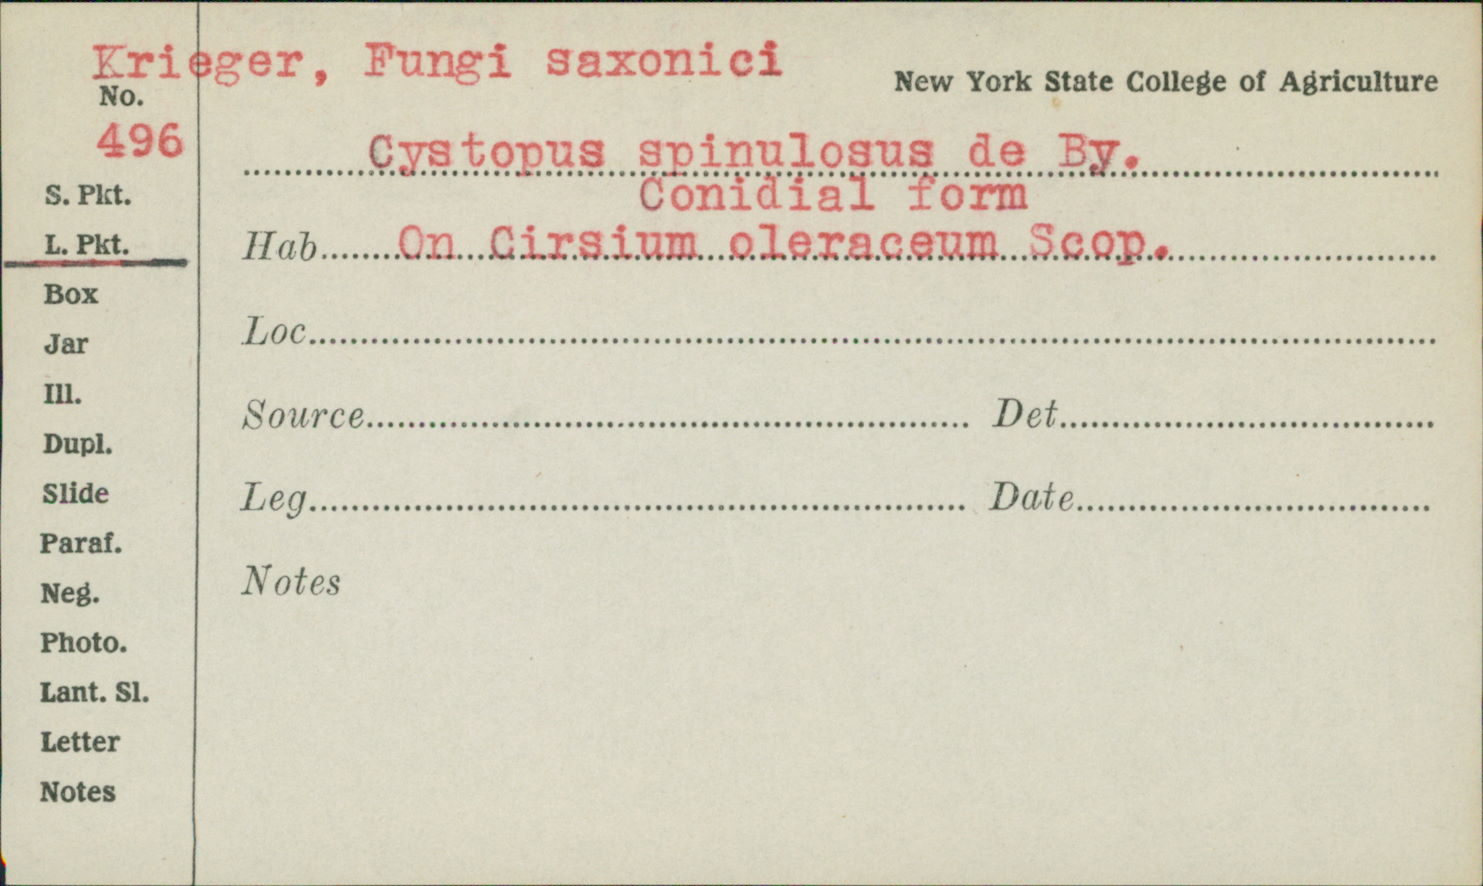 Krieger, Fungi saxonici
New York State College of Agriculture
No.
496
Cystopus spinulosus de By.
Conidial form
Hab. On Cirsium oleraceum Scop.
Loc.
Source Det.
Leg. Date
Notes
S. Pkt.
L. Pkt.
Box
Jar
Ill.
Dupl.
Slide
Paraf.
Neg.
Photo.
Lant. Sl.
Letter
Notes